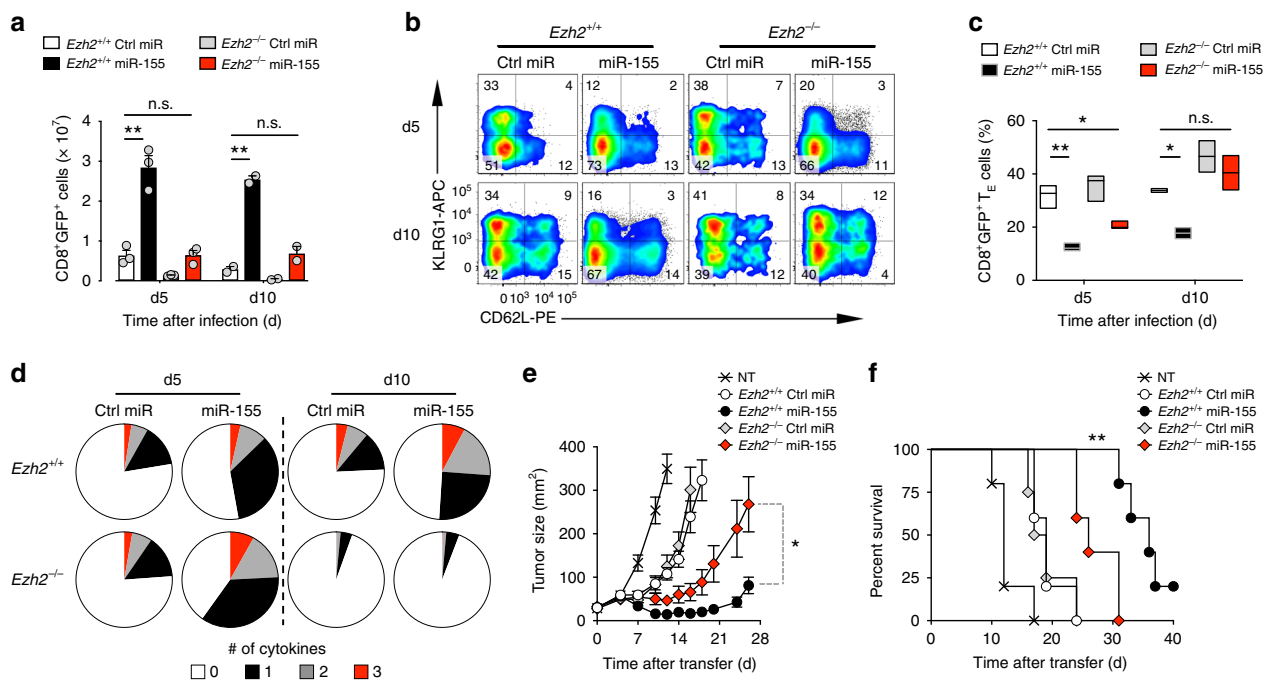 a
Ezh2+/+ Ctrl miR
Ezh2–/– Ctrl miR
Ezh2+/+ miR-155
Ezh2–/– miR-155
n.s.
n.s.
**
**
CD8+GFP+ cells (× 10⁷)
4
3
2
1
0
d5
d10
Time after infection (d)
b
Ezh2+/+
Ezh2–/–
Ctrl miR
miR-155
Ctrl miR
miR-155
d5
33
4
12
2
38
7
20
3
51
12
73
13
42
13
66
11
d10
34
9
16
3
41
8
44
12
42
15
67
14
39
12
40
4
10⁵
10⁴
10³
0
KLRG1-APC
0 10³ 10⁴ 10⁵
CD62L-PE
c
Ezh2+/+ Ctrl miR
Ezh2–/– Ctrl miR
Ezh2+/+ miR-155
Ezh2–/– miR-155
CD8+GFP+ TE cells (%)
60
40
20
0
*
**
n.s.
*
d5
d10
Time after infection (d)
d
d5
d10
Ctrl miR
miR-155
Ctrl miR
miR-155
Ezh2+/+
Ezh2–/–
# of cytokines
0
1
2
3
e
NT
Ezh2+/+ Ctrl miR
Ezh2+/+ miR-155
Ezh2–/– Ctrl miR
Ezh2–/– miR-155
Tumor size (mm²)
400
300
200
100
0
*
0
7
14
21
28
Time after transfer (d)
f
NT
Ezh2+/+ Ctrl miR
Ezh2+/+ miR-155
Ezh2–/– Ctrl miR
Ezh2–/– miR-155
Percent survival
100
75
50
25
0
**
0
10
20
30
40
Time after transfer (d)